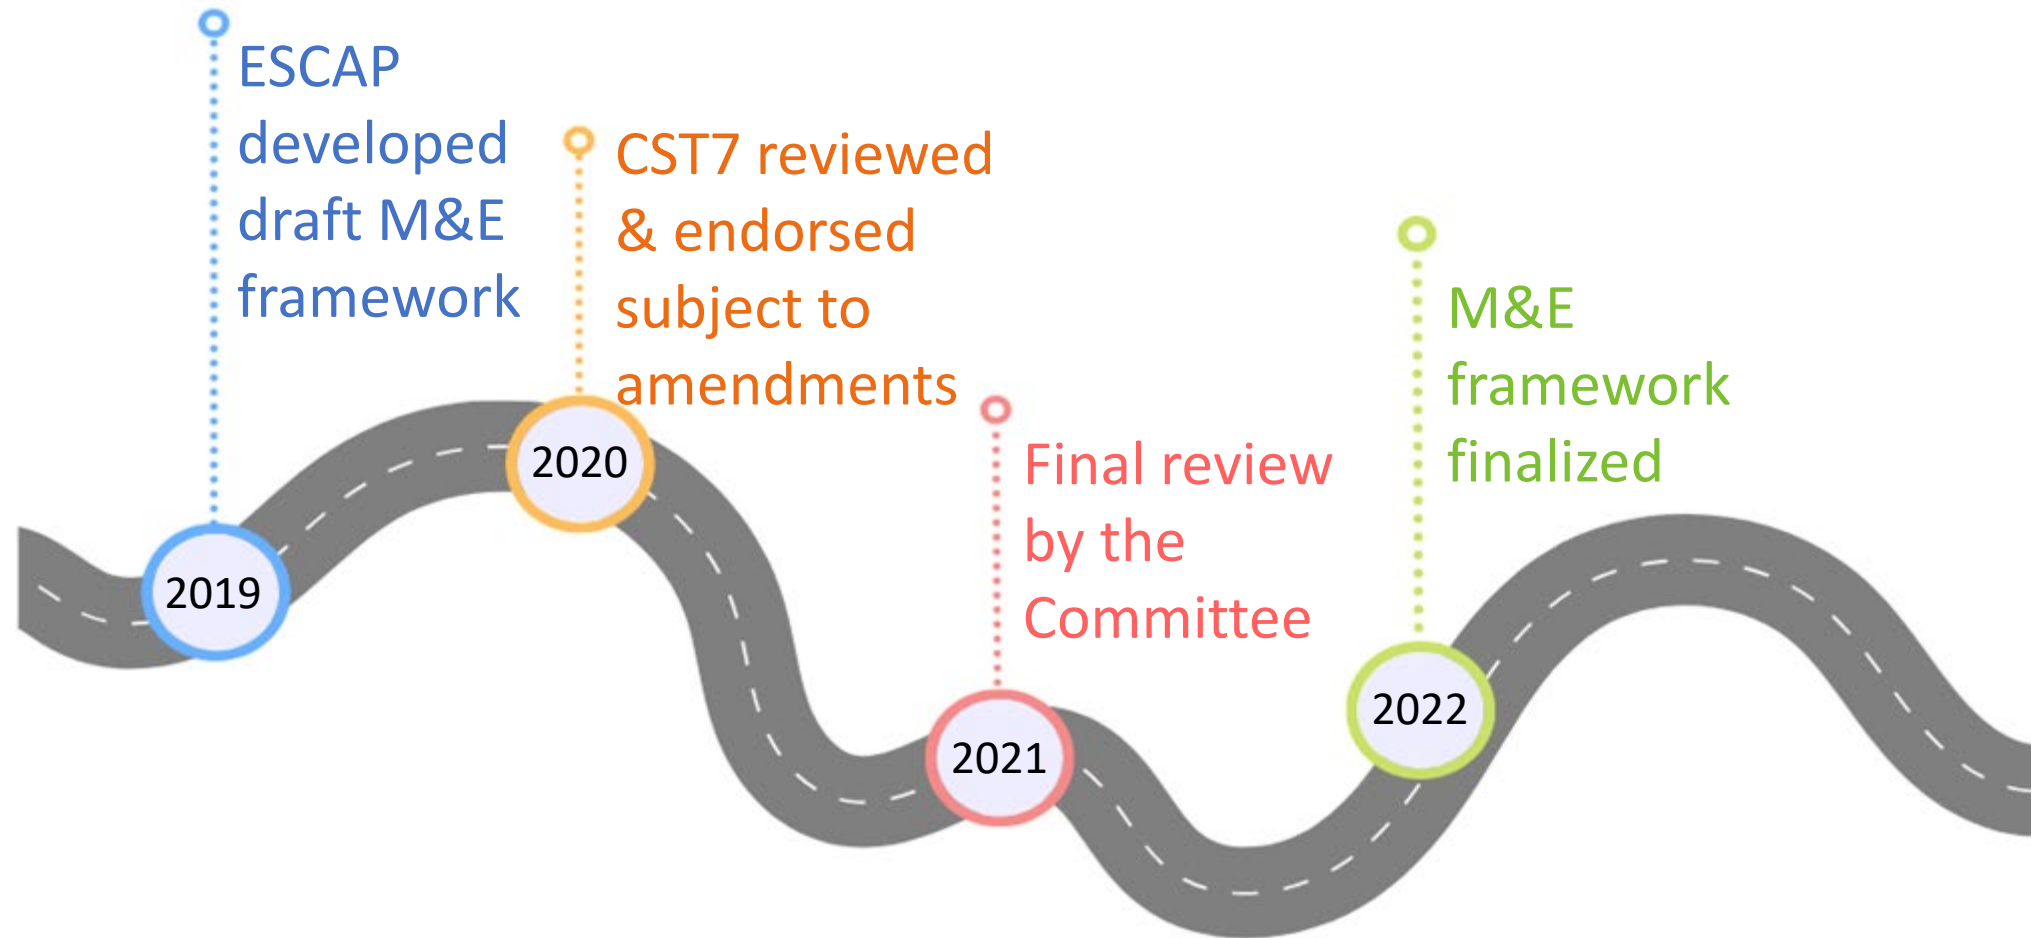 ESCAP
developed
draft M&E
framework
2019
CST7 reviewed
& endorsed
subject to
amendments
2020
Final review
by the
Committee
2021
M&E
framework
finalized
2022